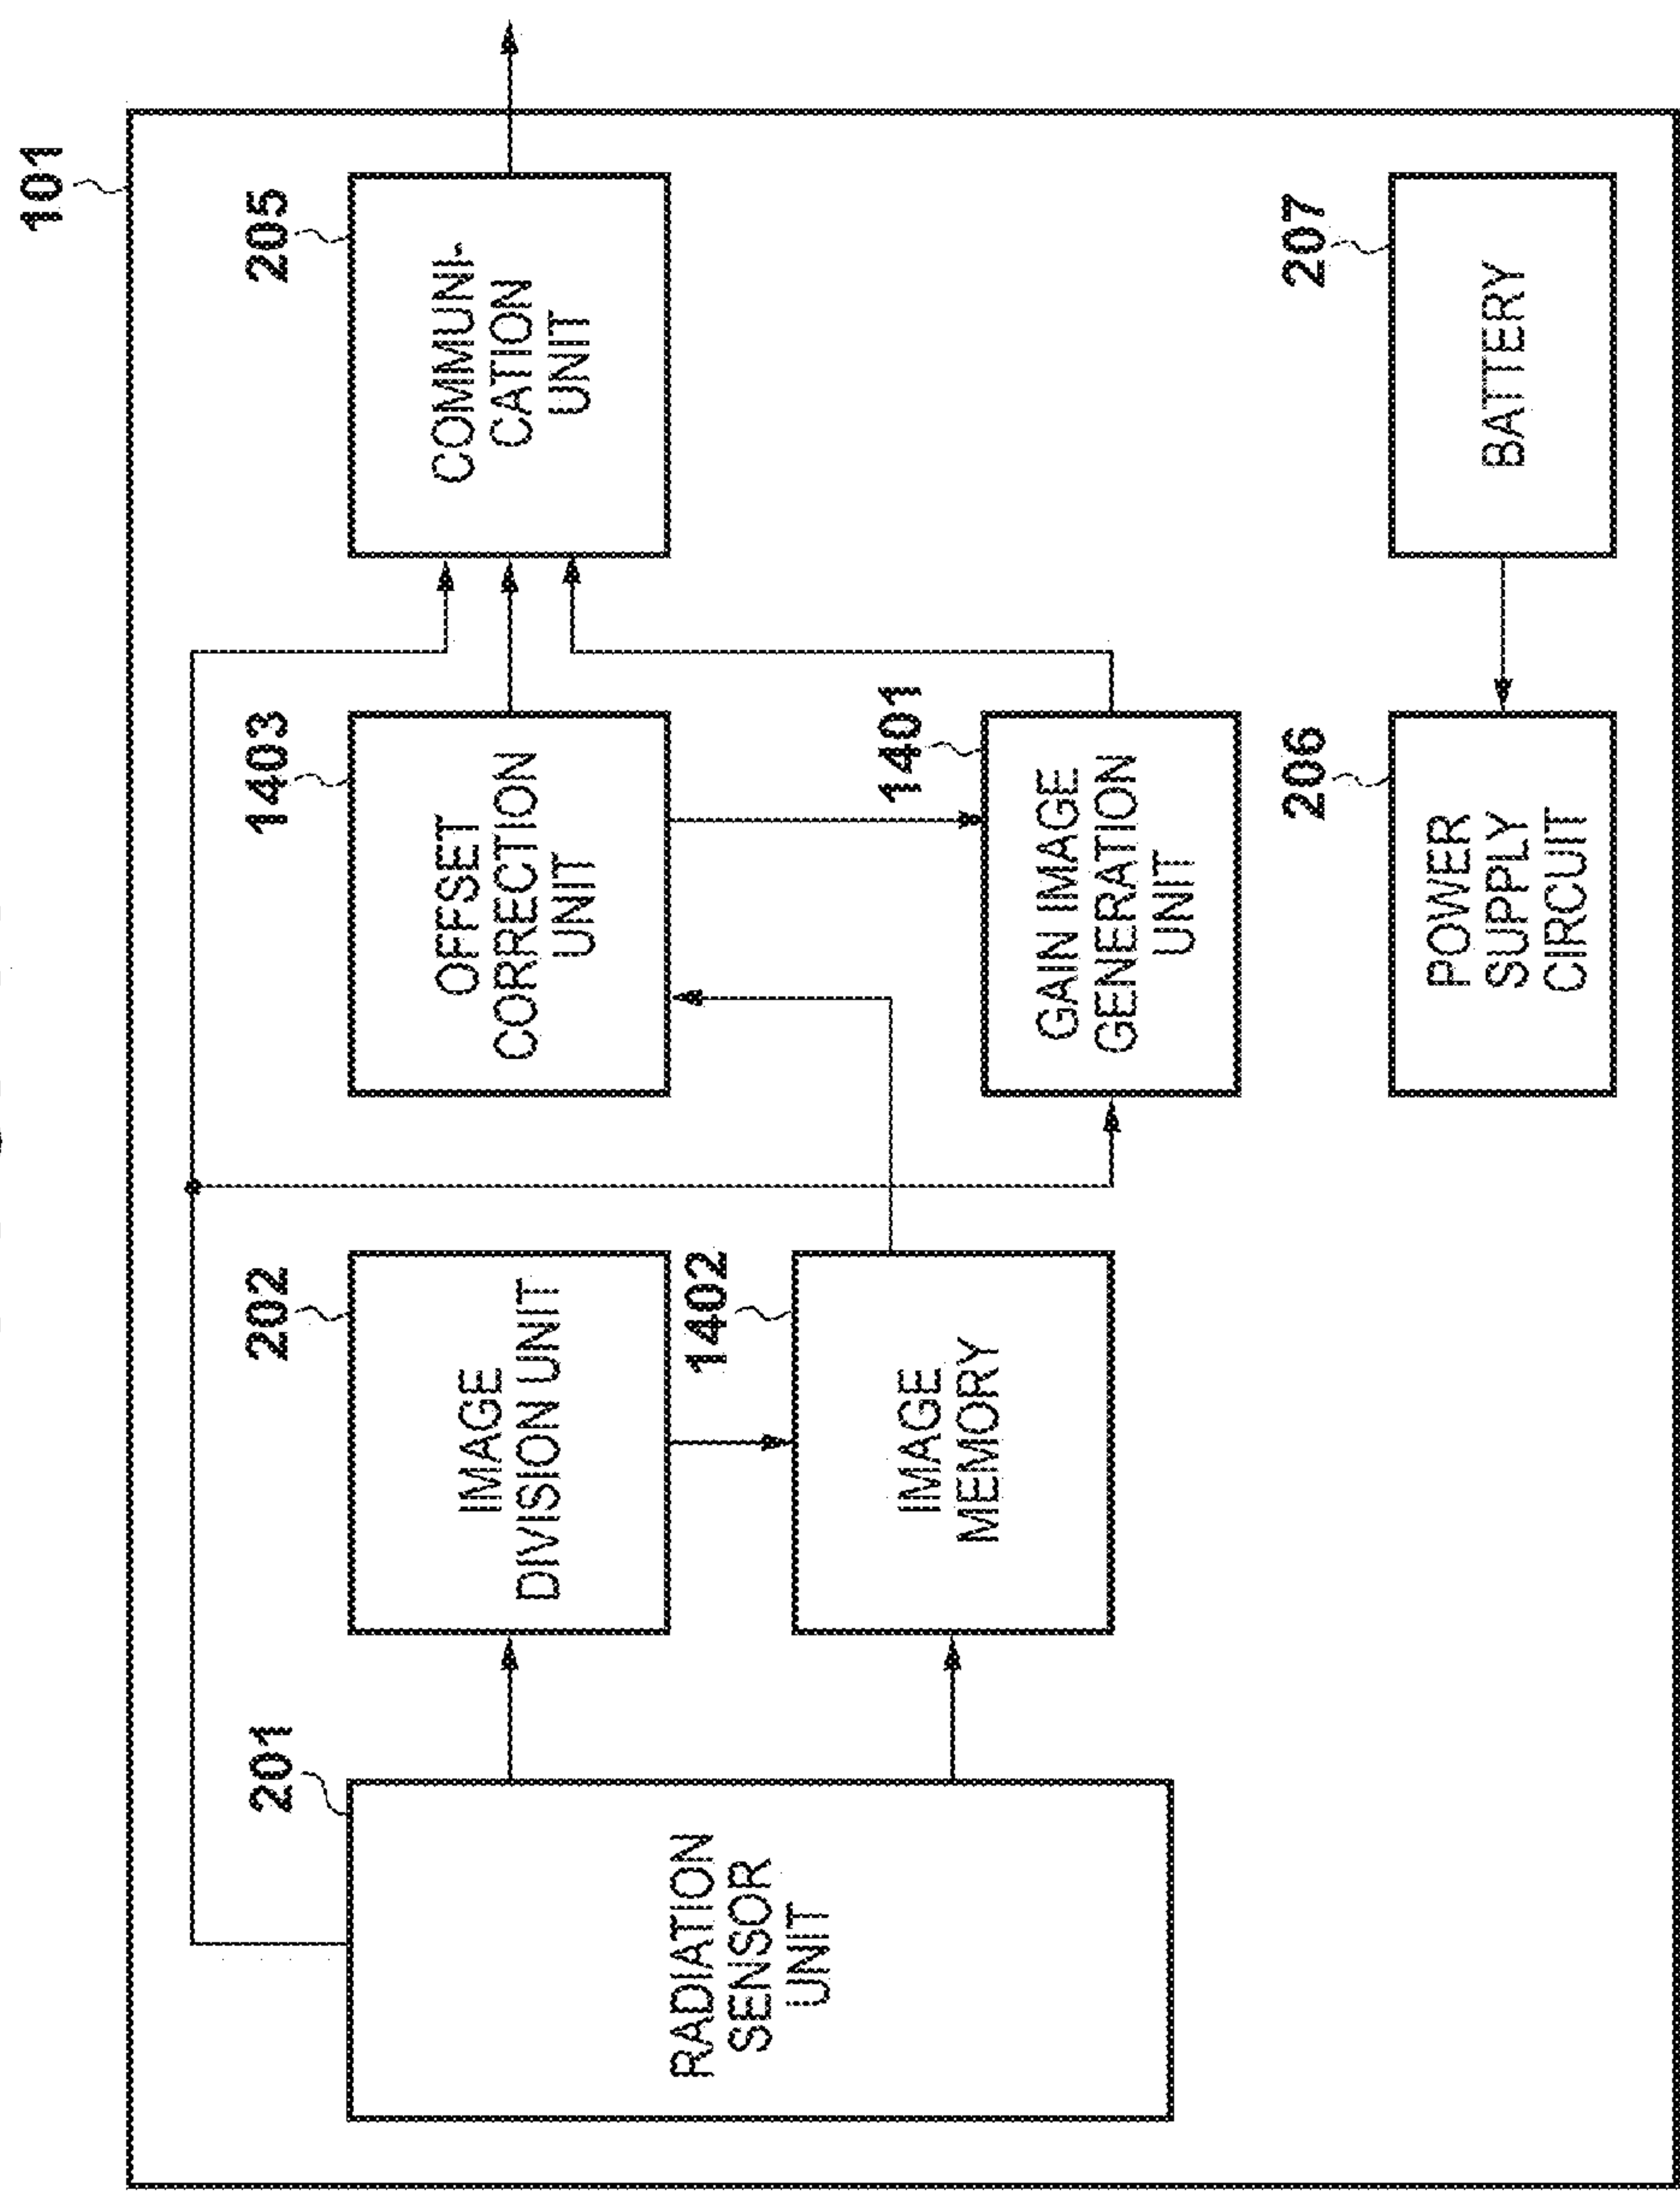 101
201
RADIATION
SENSOR
UNIT
202
IMAGE
DIVISION UNIT
1402
IMAGE
MEMORY
1403
OFFSET
CORRECTION
UNIT
1401
GAIN IMAGE
GENERATION
UNIT
205
COMMUNI-
CATION
UNIT
206
POWER
SUPPLY
CIRCUIT
207
BATTERY